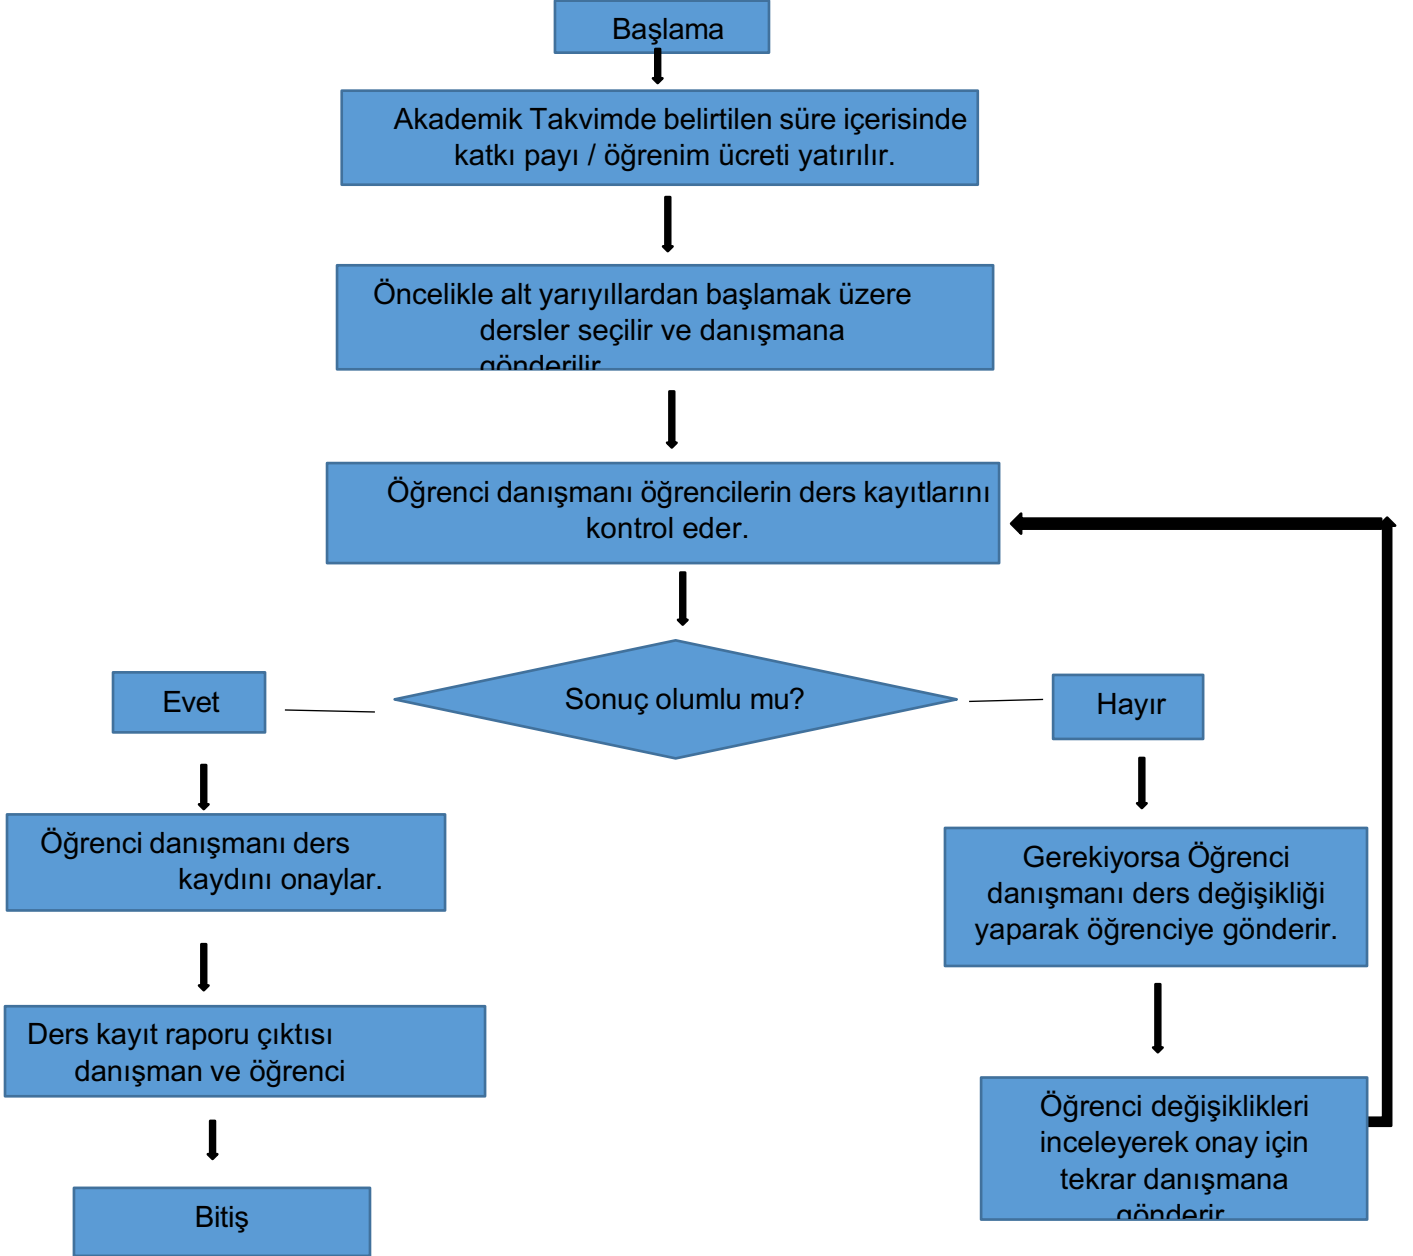 Başlama
Akademik Takvimde belirtilen süre içerisinde
katkı payı / öğrenim ücreti yatırılır.
Öncelikle alt yarıyıllardan başlamak üzere
dersler seçilir ve danışmana
gönderilir
Öğrenci danışmanı öğrencilerin ders kayıtlarını
kontrol eder.
Sonuç olumlu mu?
Evet
Hayır
Öğrenci danışmanı ders
kaydını onaylar.
Ders kayıt raporu çıktısı
danışman ve öğrenci
Bitiş
Gerekiyorsa Öğrenci
danışmanı ders değişikliği
yaparak öğrenciye gönderir.
Öğrenci değişiklikleri
inceleyerek onay için
tekrar danışmana
gönderir